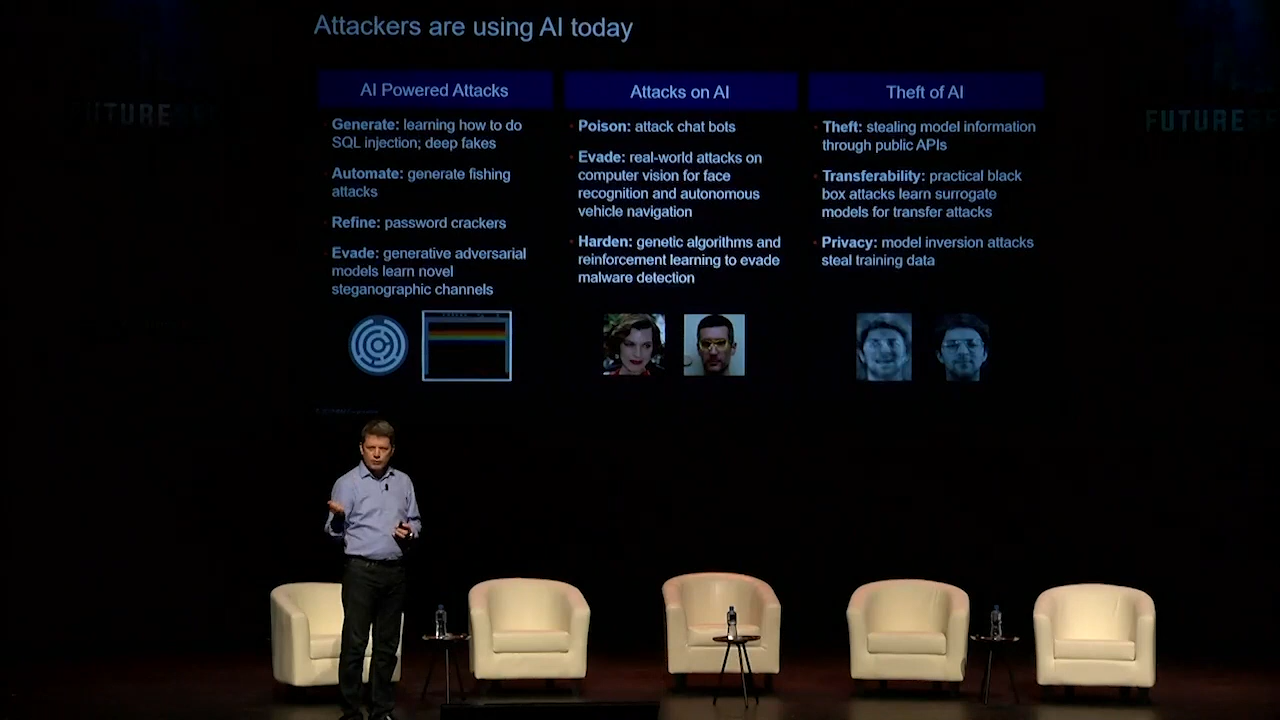 Attackers are using AI today
AI Powered Attacks
Generate: learning how to do
SQL injection; deep fakes
Automate: generate fishing
attacks
Refine: password crackers
Evade: generative adversarial
models learn novel
steganographic channels
Attacks on AI
Poison: attack chat bots
Evade: real-world attacks on
computer vision for face
recognition and autonomous
vehicle navigation
Harden: genetic algorithms and
reinforcement learning to evade
malware detection
Theft of AI
Theft: stealing model information
through public APIs
Transferability: practical black
box attacks learn surrogate
models for transfer attacks
Privacy: model inversion attacks
steal training data